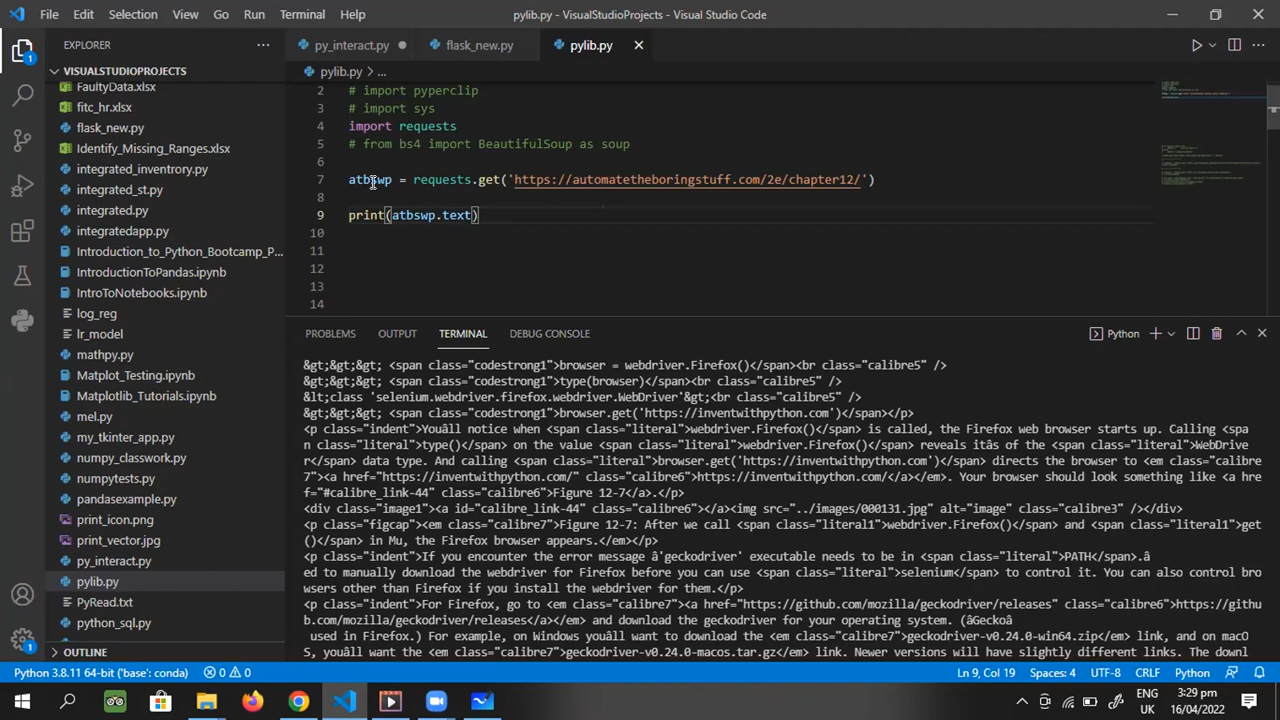 File Edit Selection View Go Run Terminal Help pylib.py - VisualStudioProjects - Visual Studio Code
EXPLORER
py_interact.py flask_new.py pylib.py
VISUALSTUDIOPROJECTS
pylib.py > ...
FaultyData.xlsx
fitc_hr.xlsx
flask_new.py
Identify_Missing_Ranges.xlsx
integrated_inventory.py
integrated_st.py
integrated.py
integratedapp.py
Introduction_to_Python_Bootcamp_P...
IntroductionToPandas.ipynb
IntroToNotebooks.ipynb
log_reg
lr_model
mathpy.py
Matplot_Testing.ipynb
Matplotlib_Tutorials.ipynb
mel.py
my_tkinter_app.py
numpy_classwork.py
numpytests.py
pandasexample.py
print_icon.png
print_vector.jpg
py_interact.py
pylib.py
PyRead.txt
python_sql.py
OUTLINE
2 # import pyperclip
3 # import sys
4 import requests
5 # from bs4 import BeautifulSoup as soup
6
7 atbswp = requests.get('https://automatetheboringstuff.com/2e/chapter12/')
8
9 print(atbswp.text)
10
11
12
13
14
PROBLEMS OUTPUT TERMINAL DEBUG CONSOLE Python
&gt;&gt;&gt; <span class="codestrong1">browser = webdriver.Firefox()</span><br class="calibre5" />
&gt;&gt;&gt; <span class="codestrong1">type(browser)</span><br class="calibre5" />
&lt;class 'selenium.webdriver.firefox.webdriver.WebDriver'&gt;<br class="calibre5" />
&gt;&gt;&gt; <span class="codestrong1">browser.get('https://inventwithpython.com')</span></p>
<p class="indent">Youâll notice when <span class="literal">webdriver.Firefox()</span> is called, the Firefox web browser starts up. Calling <spa
n class="literal">type()</span> on the value <span class="literal">webdriver.Firefox()</span> reveals itâs of the <span class="literal">WebDrive
r</span> data type. And calling <span class="literal">browser.get('https://inventwithpython.com')</span> directs the browser to <em class="calibre
7"><a href="https://inventwithpython.com/" class="calibre6">https://inventwithpython.com/</a></em>. Your browser should look something like <a hre
f="#calibre_link-44" class="calibre6">Figure 12-7</a>.</p>
<div class="image1"><a id="calibre_link-44" class="calibre6"></a><img src="../images/000131.jpg" alt="image" class="calibre3" /></div>
<p class="figcap"><em class="calibre7">Figure 12-7: After we call <span class="literal1">webdriver.Firefox()</span> and <span class="literal1">get
()</span> in Mu, the Firefox browser appears.</em></p>
<p class="indent">If you encounter the error message â'geckodriver' executable needs to be in <span class="literal">PATH</span>.â
ed to manually download the webdriver for Firefox before you can use <span class="literal">selenium</span> to control it. You can also control bro
wsers other than Firefox if you install the webdriver for them.</p>
<p class="indent">For Firefox, go to <em class="calibre7"><a href="https://github.com/mozilla/geckodriver/releases" class="calibre6">https://githu
b.com/mozilla/geckodriver/releases</a></em> and download the geckodriver for your operating system. (âGeckoâ
used in Firefox.) For example, on Windows youâll want to download the <em class="calibre7">geckodriver-v0.24.0-win64.zip</em> link, and on macO
S, youâll want the <em class="calibre7">geckodriver-v0.24.0-macos.tar.gz</em> link. Newer versions will have slightly different links. The downl
Python 3.8.11 64-bit ('base': conda) 0 0 Ln 9, Col 19 Spaces: 4 UTF-8 CRLF Python
ENG US 3:29 pm 16/04/2022